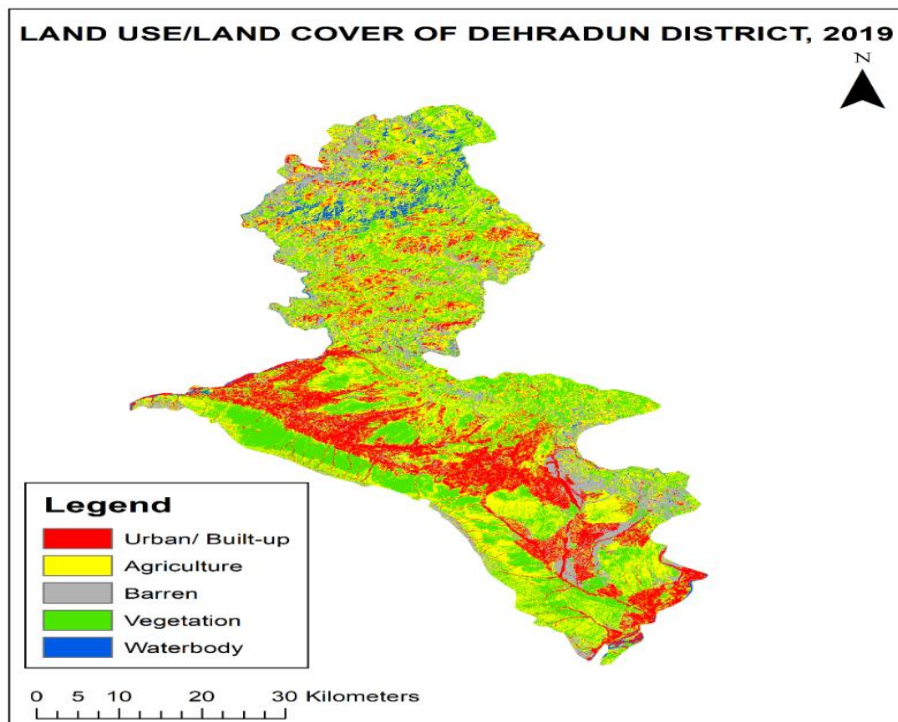 LAND USE/LAND COVER OF DEHRADUN DISTRICT, 2019
N
Legend
Urban/ Built-up
Agriculture
Barren
Vegetation
Waterbody
0 5 10 20 30 Kilometers